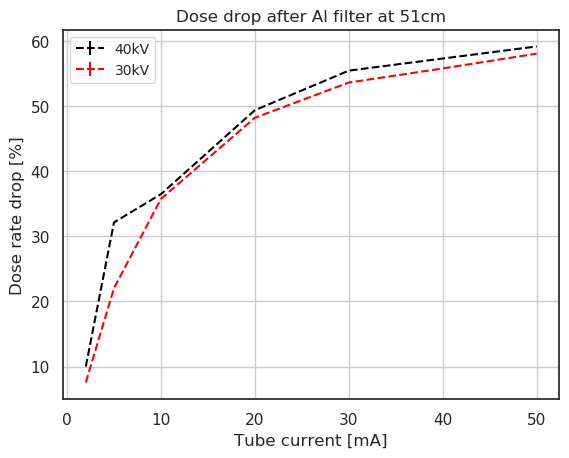 Dose drop after Al filter at 51cm
40kV
30kV
Dose rate drop [%]
60
50
40
30
20
10
0 10 20 30 40 50
Tube current [mA]